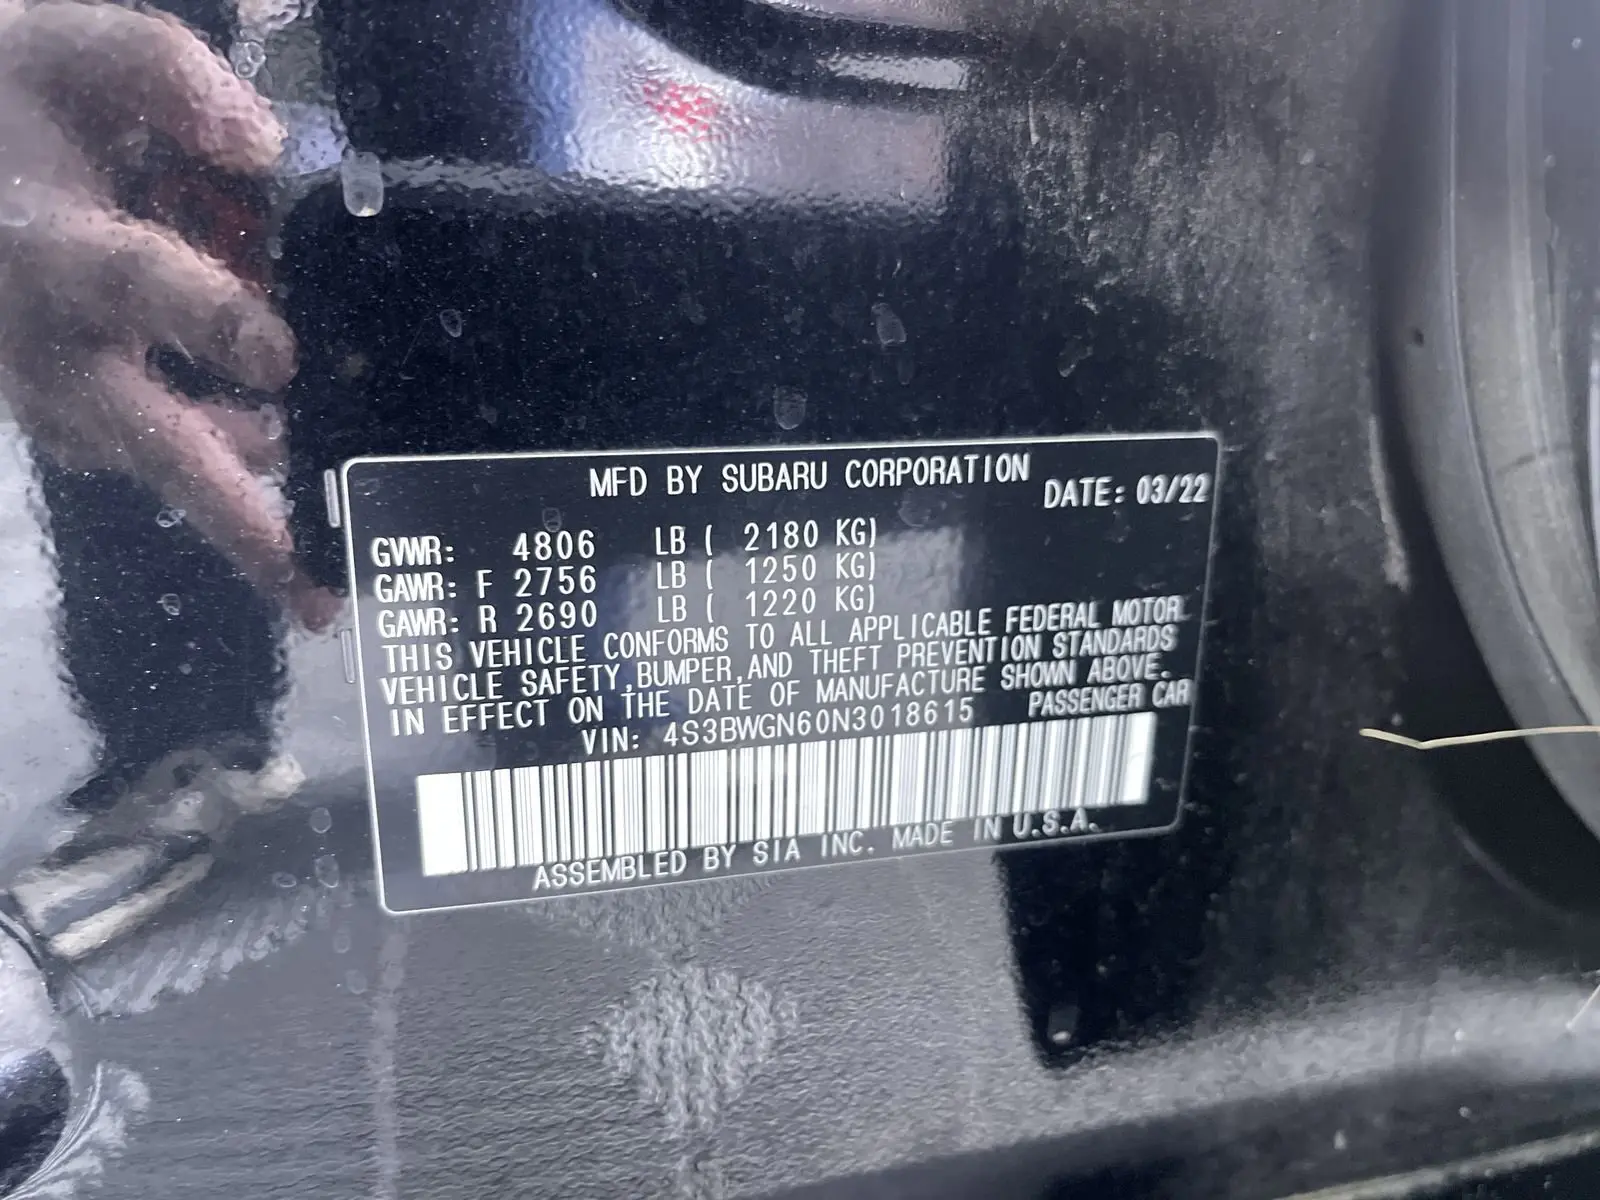 MFD BY SUBARU CORPORATION
DATE: 03/22
GVWR: 4806 LB ( 2180 KG)
GAWR: F 2756 LB ( 1250 KG)
GAWR: R 2690 LB ( 1220 KG)
THIS VEHICLE CONFORMS TO ALL APPLICABLE FEDERAL MOTOR
VEHICLE SAFETY,BUMPER,AND THEFT PREVENTION STANDARDS
IN EFFECT ON THE DATE OF MANUFACTURE SHOWN ABOVE.
VIN: 4S3BWGN60N3018615 PASSENGER CAR
ASSEMBLED BY SIA INC. MADE IN U.S.A.